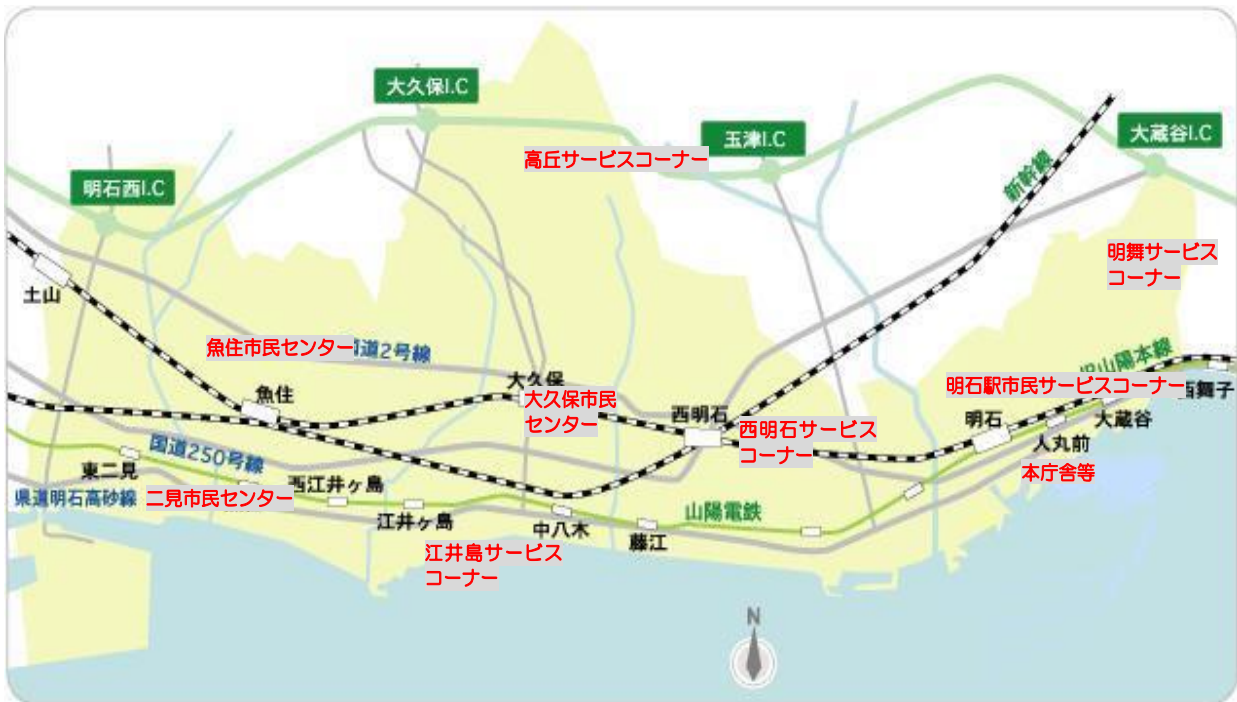 大久保I.C
玉津I.C
大蔵谷I.C
高丘サービスコーナー
明石西I.C
新幹線
明舞サービス
コーナー
土山
魚住市民センター
道2号線
山陽本線
大久保
魚住
大久保市民
センター
明石駅市民サービスコーナー
西舞子
西明石
西明石サービス
コーナー
明石
大蔵谷
人丸前
国道250号線
東二見
本庁舎等
県道明石高砂線
二見市民センター
西江井ヶ島
江井ヶ島
中八木
山陽電鉄
藤江
江井島サービス
コーナー
N